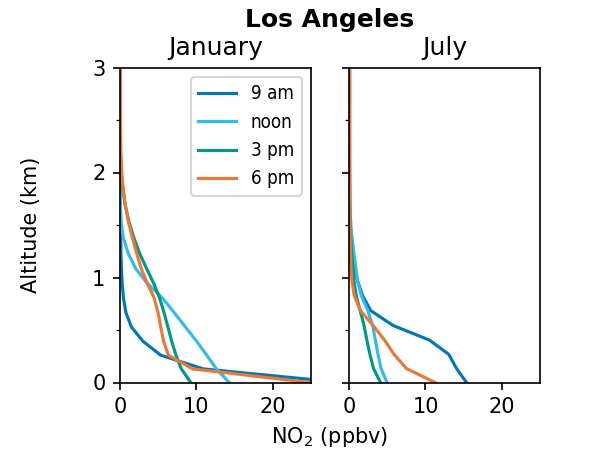 Los Angeles
January
July
3
2
1
0
Altitude (km)
9 am
noon
3 pm
6 pm
0
10
20
0
10
20
NO₂ (ppbv)